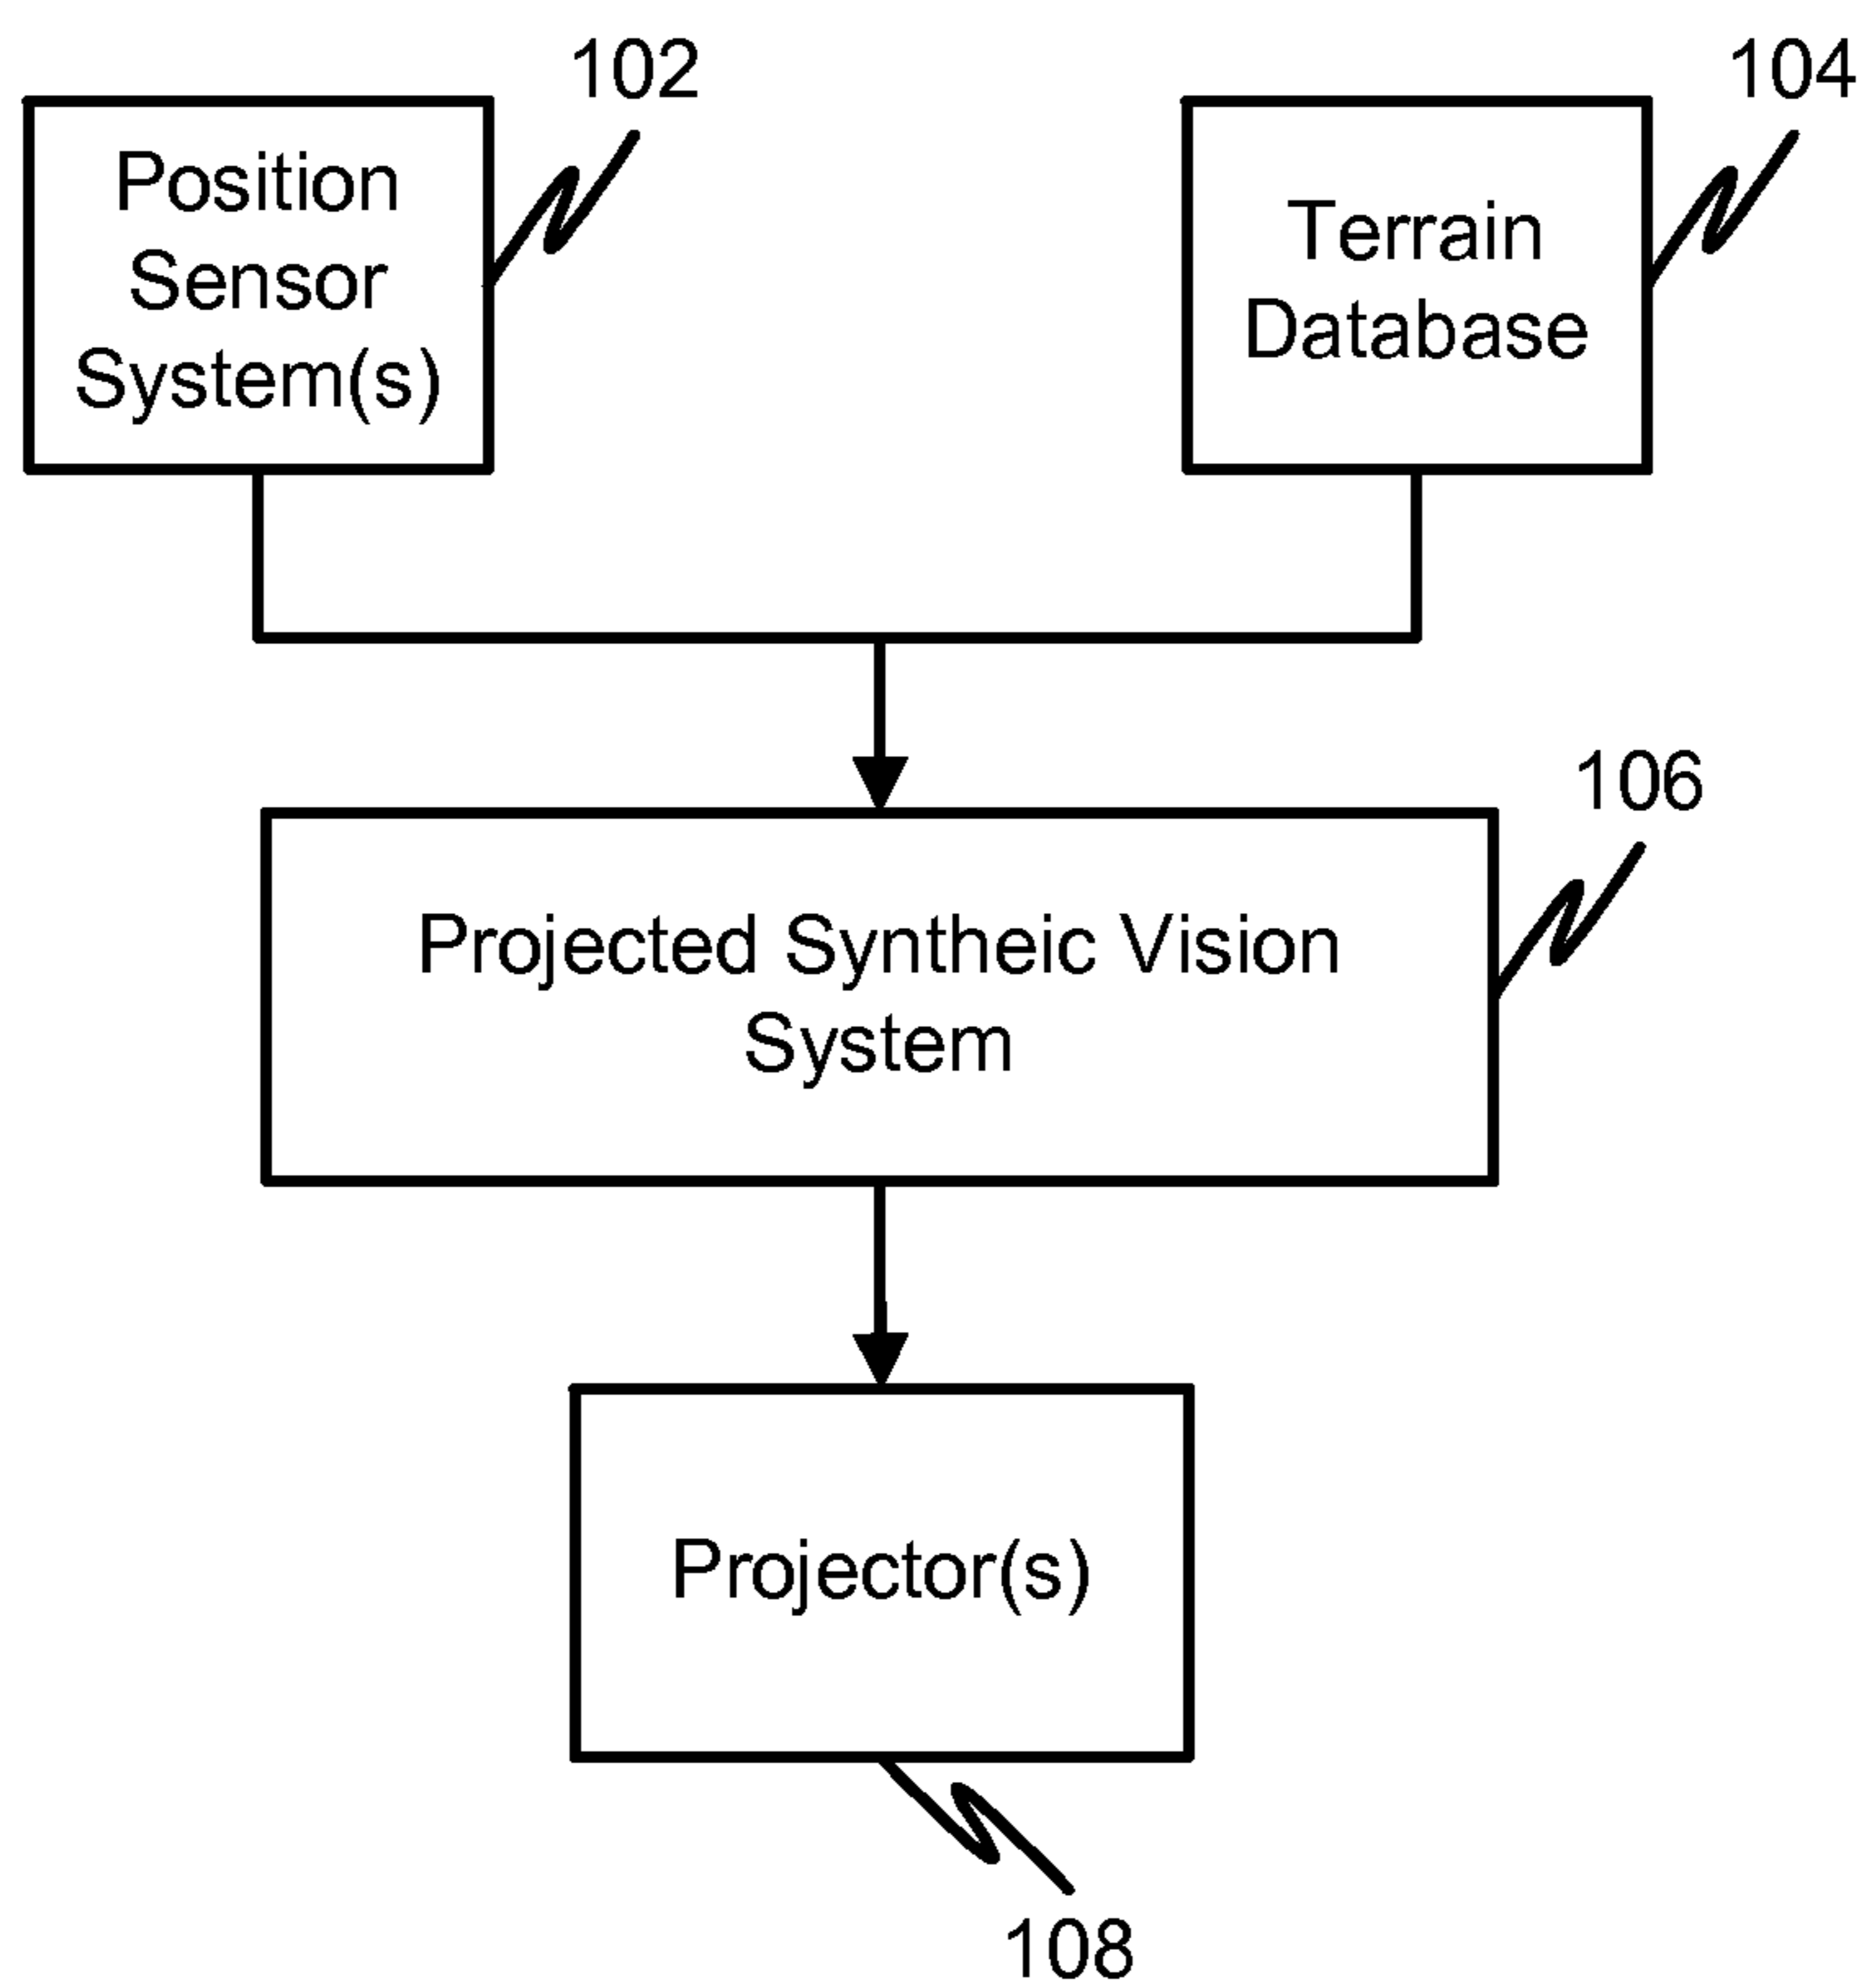 102
104
Position
Sensor
System(s)
Terrain
Database
106
Projected Syntheic Vision
System
Projector(s)
108